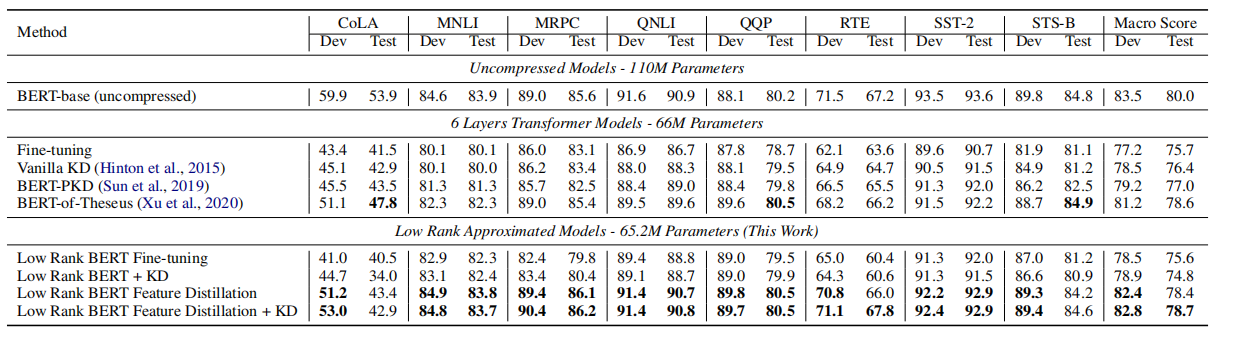 Method CoLA MNLI MRPC QNLI QQP RTE SST-2 STS-B Macro Score
Dev Test Dev Test Dev Test Dev Test Dev Test Dev Test Dev Test Dev Test Dev Test
Uncompressed Models - 110M Parameters
BERT-base (uncompressed) 59.9 53.9 84.6 83.9 89.0 85.6 91.6 90.9 88.1 80.2 71.5 67.2 93.5 93.6 89.8 84.8 83.5 80.0
6 Layers Transformer Models - 66M Parameters
Fine-tuning 43.4 41.5 80.1 80.1 86.0 83.1 86.9 86.7 87.8 78.7 62.1 63.6 89.6 90.7 81.9 81.1 77.2 75.7
Vanilla KD (Hinton et al., 2015) 45.1 42.9 80.1 80.0 86.2 83.4 88.0 88.3 88.1 79.5 64.9 64.7 90.5 91.5 84.9 81.2 78.5 76.4
BERT-PKD (Sun et al., 2019) 45.5 43.5 81.3 81.3 85.7 82.5 88.4 89.0 88.4 79.8 66.5 65.5 91.3 92.0 86.2 82.5 79.2 77.0
BERT-of-Theseus (Xu et al., 2020) 51.1 47.8 82.3 82.3 89.0 85.4 89.5 89.6 89.6 80.5 68.2 66.2 91.5 92.2 88.7 84.9 81.2 78.6
Low Rank Approximated Models - 65.2M Parameters (This Work)
Low Rank BERT Fine-tuning 41.0 40.5 82.9 82.3 82.4 79.8 89.4 88.8 89.0 79.5 65.0 60.4 91.3 92.0 87.0 81.2 78.5 75.6
Low Rank BERT + KD 44.7 34.0 83.1 82.4 83.4 80.4 89.1 88.7 89.0 79.9 64.3 60.6 91.3 91.5 86.6 80.9 78.9 74.8
Low Rank BERT Feature Distillation 51.2 43.4 84.9 83.8 89.4 86.1 91.4 90.7 89.8 80.5 70.8 66.0 92.2 92.9 89.3 84.2 82.4 78.4
Low Rank BERT Feature Distillation + KD 53.0 42.9 84.8 83.7 90.4 86.2 91.4 90.8 89.7 80.5 71.1 67.8 92.4 92.9 89.4 84.6 82.8 78.7